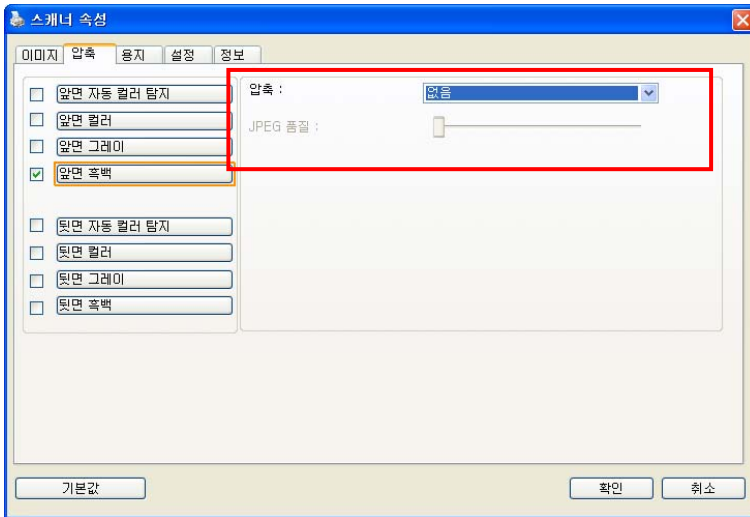 스캐너 속성
이미지 압축 용지 설정 정보
앞면 자동 컬러 탐지
앞면 컬러
앞면 그레이
앞면 흑백
뒷면 자동 컬러 탐지
뒷면 컬러
뒷면 그레이
뒷면 흑백
압축 : 없음
JPEG 품질 :
기본값 확인 취소